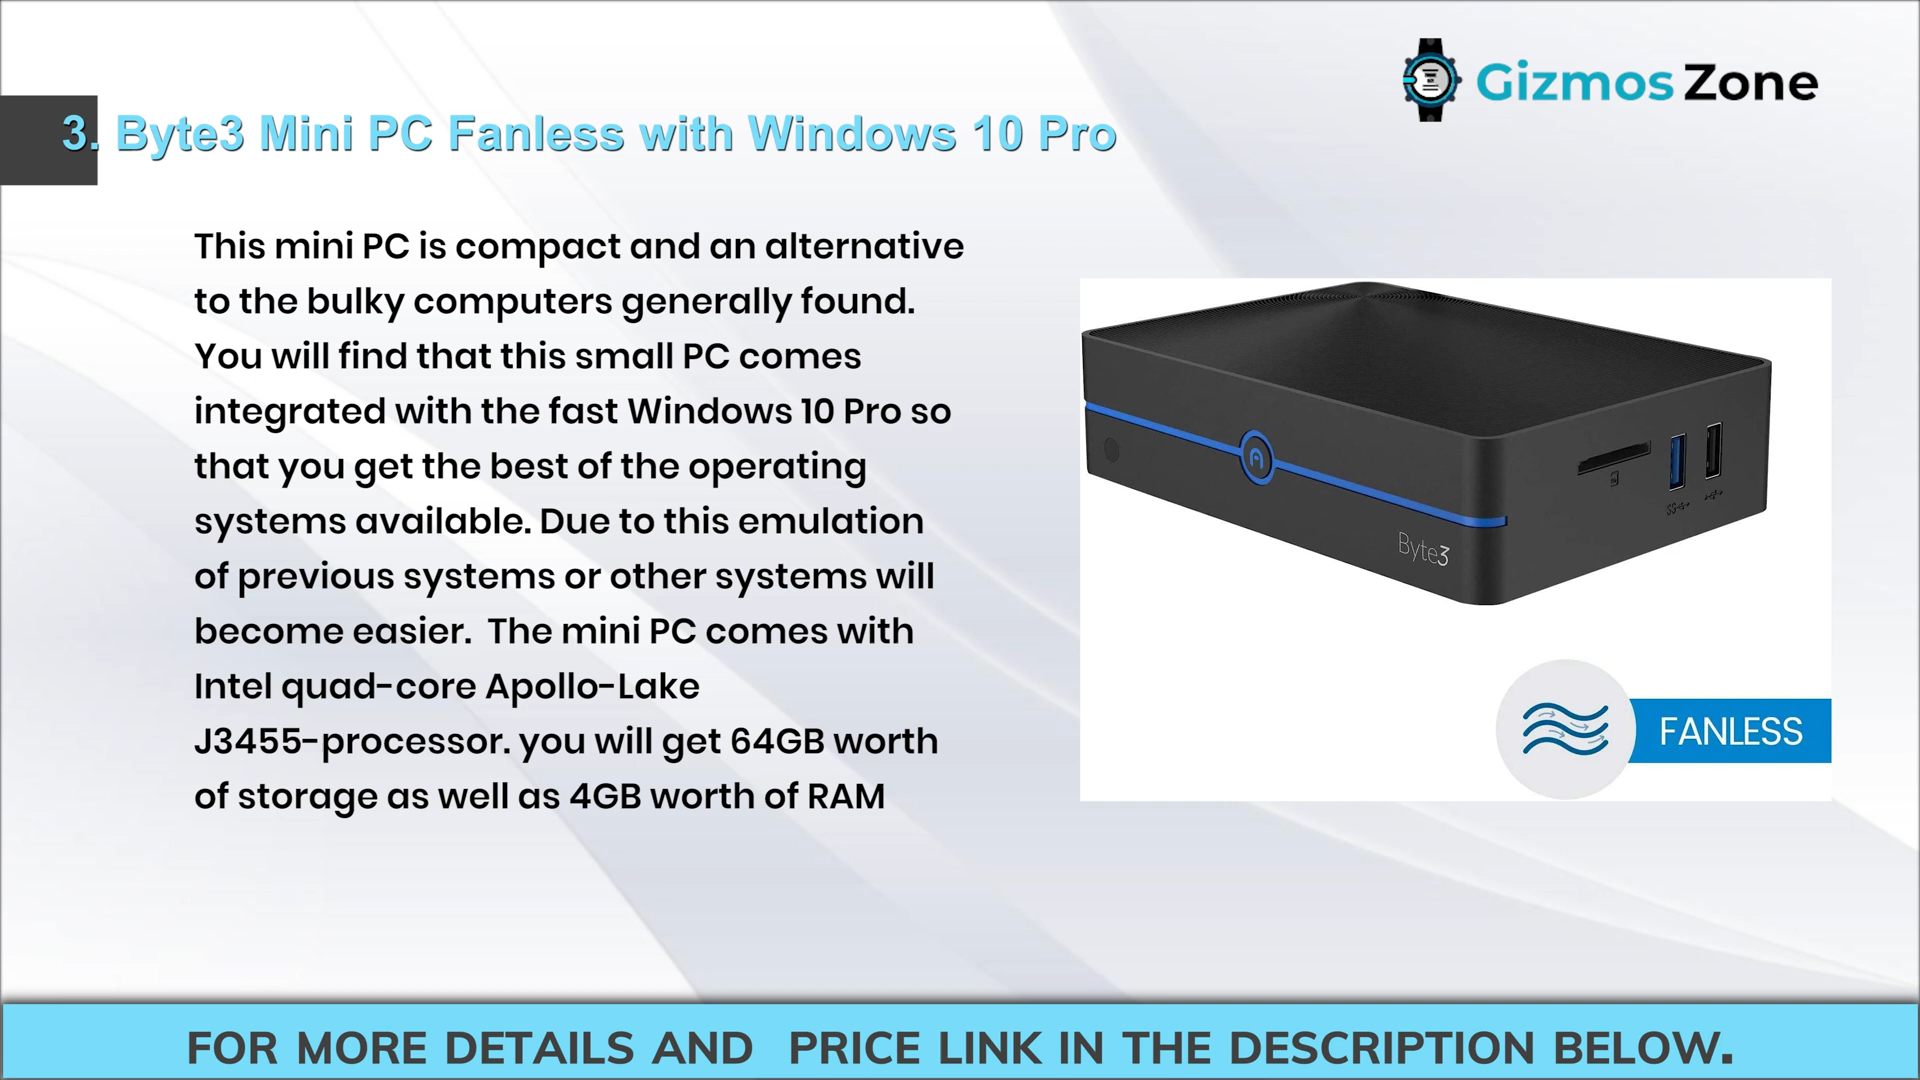 Gizmos Zone
3. Byte3 Mini PC Fanless with Windows 10 Pro
This mini PC is compact and an alternative
to the bulky computers generally found.
You will find that this small PC comes
integrated with the fast Windows 10 Pro so
that you get the best of the operating
systems available. Due to this emulation
of previous systems or other systems will
become easier.  The mini PC comes with
Intel quad-core Apollo-Lake
J3455-processor. you will get 64GB worth
of storage as well as 4GB worth of RAM
Byte3
FANLESS
FOR MORE DETAILS AND  PRICE LINK IN THE DESCRIPTION BELOW.